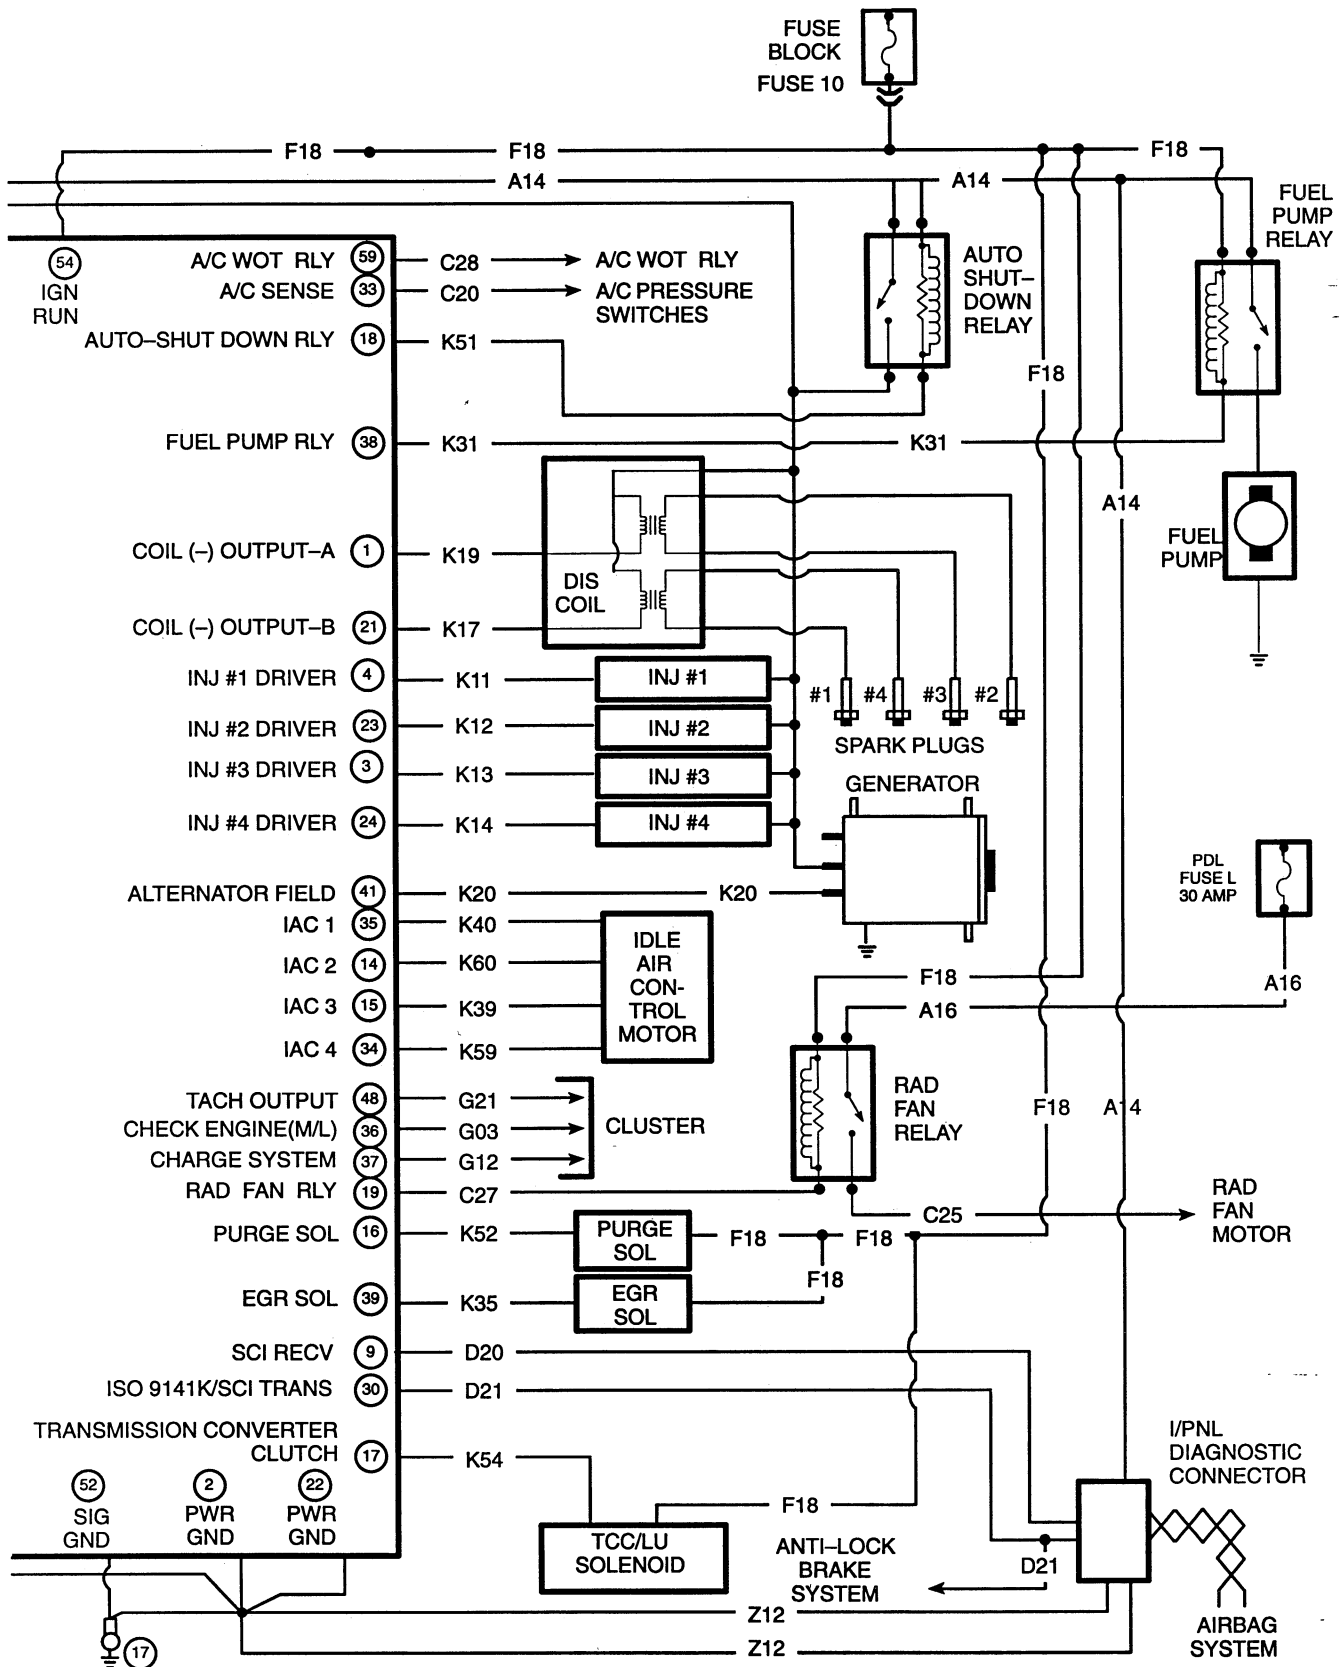 FUSE
BLOCK
FUSE 10
F18
F18
F18
A14
A14
FUEL
PUMP
RELAY
54
IGN
RUN
A/C WOT RLY 59 C28 A/C WOT RLY
A/C SENSE 33 C20 A/C PRESSURE
SWITCHES
AUTO
SHUT–
DOWN
RELAY
AUTO–SHUT DOWN RLY 18 K51
F18
FUEL PUMP RLY 38 K31 K31
A14
FUEL
PUMP
COIL (–) OUTPUT–A 1 K19
DIS
COIL
COIL (–) OUTPUT–B 21 K17
INJ #1 DRIVER 4 K11 INJ #1
#1 #4 #3 #2
INJ #2 DRIVER 23 K12 INJ #2
SPARK PLUGS
INJ #3 DRIVER 3 K13 INJ #3
GENERATOR
INJ #4 DRIVER 24 K14 INJ #4
PDL
FUSE L
30 AMP
ALTERNATOR FIELD 41 K20 K20
IAC 1 35 K40
IAC 2 14 K60
IAC 3 15 K39
IAC 4 34 K59
IDLE
AIR
CON-
TROL
MOTOR
F18
A16
A16
TACH OUTPUT 48 G21
CHECK ENGINE(M/L) 36 G03
CHARGE SYSTEM 37 G12
CLUSTER
RAD
FAN
RELAY
F18
A14
RAD FAN RLY 19 C27
C25
RAD
FAN
MOTOR
PURGE SOL 16 K52 PURGE
SOL
F18
F18
F18
EGR SOL 39 K35 EGR
SOL
SCI RECV 9 D20
ISO 9141K/SCI TRANS 30 D21
TRANSMISSION CONVERTER
CLUTCH 17 K54
I/PNL
DIAGNOSTIC
CONNECTOR
52
SIG
GND
2
PWR
GND
22
PWR
GND
F18
TCC/LU
SOLENOID
ANTI–LOCK
BRAKE
SYSTEM
D21
Z12
Z12
17
AIRBAG
SYSTEM